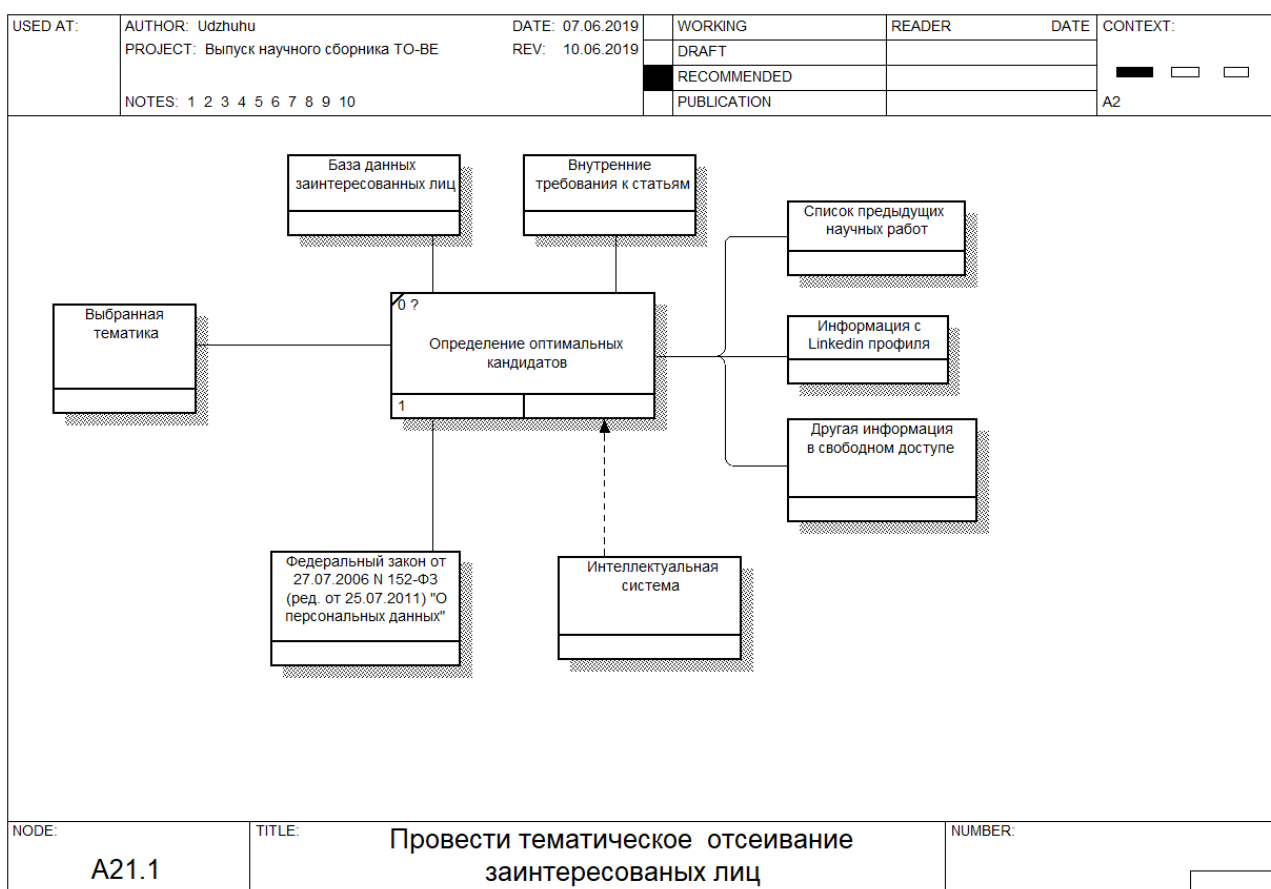 USED AT:
AUTHOR: Udzhuhu
DATE: 07.06.2019
PROJECT: Выпуск научного сборника TO-BE
REV: 10.06.2019
NOTES: 1 2 3 4 5 6 7 8 9 10
WORKING
DRAFT
RECOMMENDED
PUBLICATION
READER
DATE
CONTEXT:
A2
База данных
заинтересованных лиц
Внутренние
требования к статьям
Список предыдущих
научных работ
Выбранная
тематика
0 ?
Определение оптимальных
кандидатов
1
Информация с
Linkedin профиля
Другая информация
в свободном доступе
Федеральный закон от
27.07.2006 N 152-ФЗ
(ред. от 25.07.2011) "О
персональных данных"
Интеллектуальная
система
NODE:
A21.1
TITLE:
Провести тематическое отсеивание
заинтересованых лиц
NUMBER: